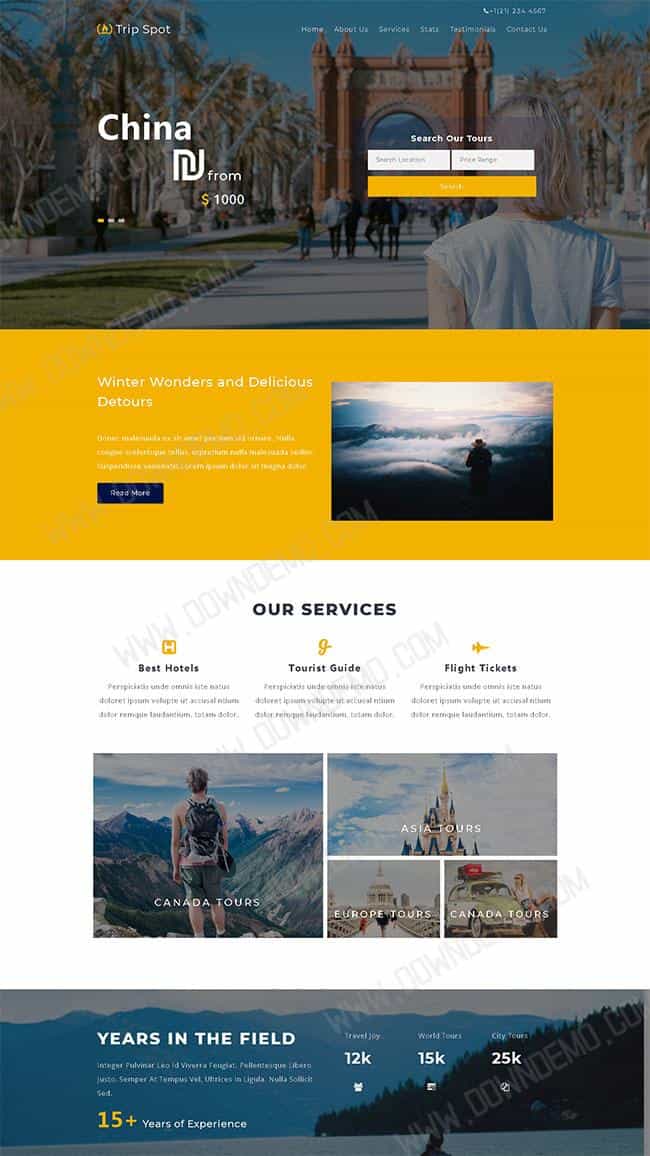 +1(21) 234 4567
Trip Spot
Home About Us Services Stats Testimonials Contact Us
China
₪ from
$ 1000
Search Our Tours
Search Location Price Range
Search
Winter Wonders and Delicious
Detours
Donec malesuada ex sit amet pretium sid ornare. Nulla
congue scelerisque tellus, utpretium nulla malesuada sedien
Suspendisse venenatis.Lorem ipsum dolor sit magna dolor
Read More
OUR SERVICES
Best Hotels
Perspiciatis unde omnis iste natus
doloret ipsum volupte ut accusal ntium
dolor remque laudantium, totam dolor.
Tourist Guide
Perspiciatis unde omnis iste natus
doloret ipsum volupte ut accusal ntium
dolor remque laudantium, totam dolor.
Flight Tickets
Perspiciatis unde omnis iste natus
doloret ipsum volupte ut accusal ntium
dolor remque laudantium, totam dolor.
CANADA TOURS
ASIA TOURS
EUROPE TOURS
CANADA TOURS
YEARS IN THE FIELD
Integer Pulvinar Leo Id Viverra Feugiat. Pellentesque Libero
Justo, Semper At Tempus Vel, Ultrices In Ligula. Nulla Sollicit
Sed.
15+ Years of Experience
Travel Joy
12k
World Tours
15k
City Tours
25k
WWW.DOWNDEMO.COM